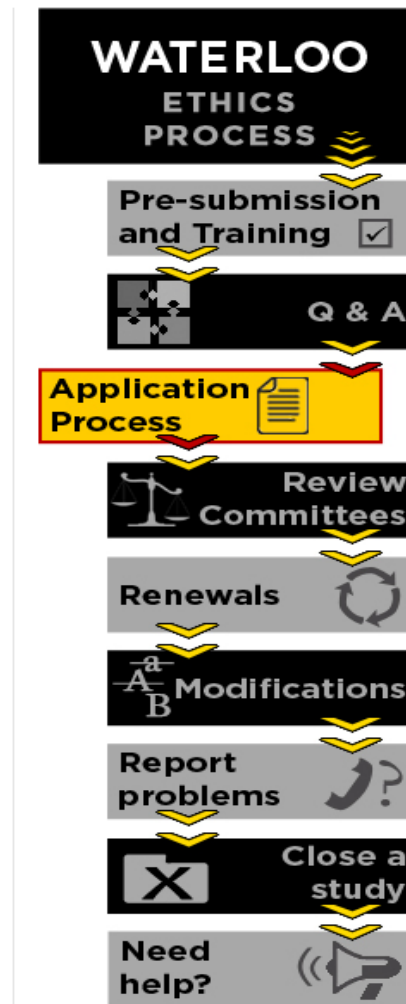 WATERLOO
ETHICS
PROCESS
Pre-submission
and Training
Q & A
Application
Process
Review
Committees
Renewals
a
A
B
Modifications
Report
problems
?
Close a
study
Need
help?